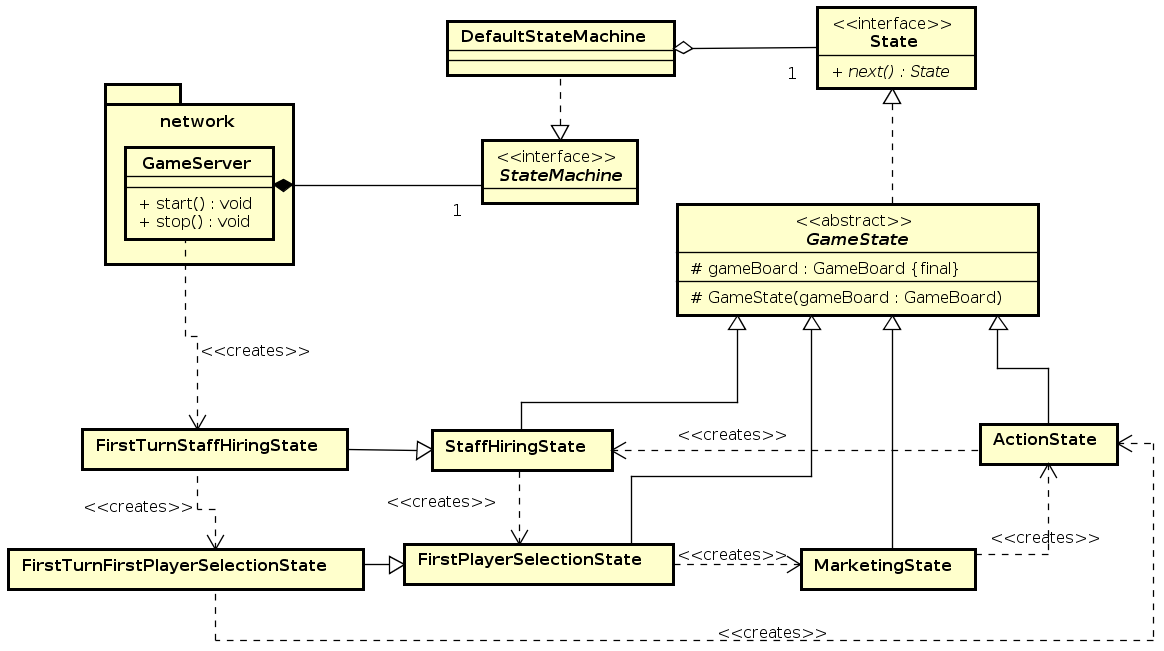 DefaultStateMachine
<<interface>>
State
+ next() : State
1
network
GameServer
+ start() : void
+ stop() : void
<<interface>>
StateMachine
1
<<abstract>>
GameState
# gameBoard : GameBoard {final}
# GameState(gameBoard : GameBoard)
<<creates>>
FirstTurnStaffHiringState
StaffHiringState
<<creates>>
ActionState
<<creates>>
<<creates>>
<<creates>>
FirstTurnFirstPlayerSelectionState
FirstPlayerSelectionState
<<creates>>
MarketingState
<<creates>>
<<creates>>